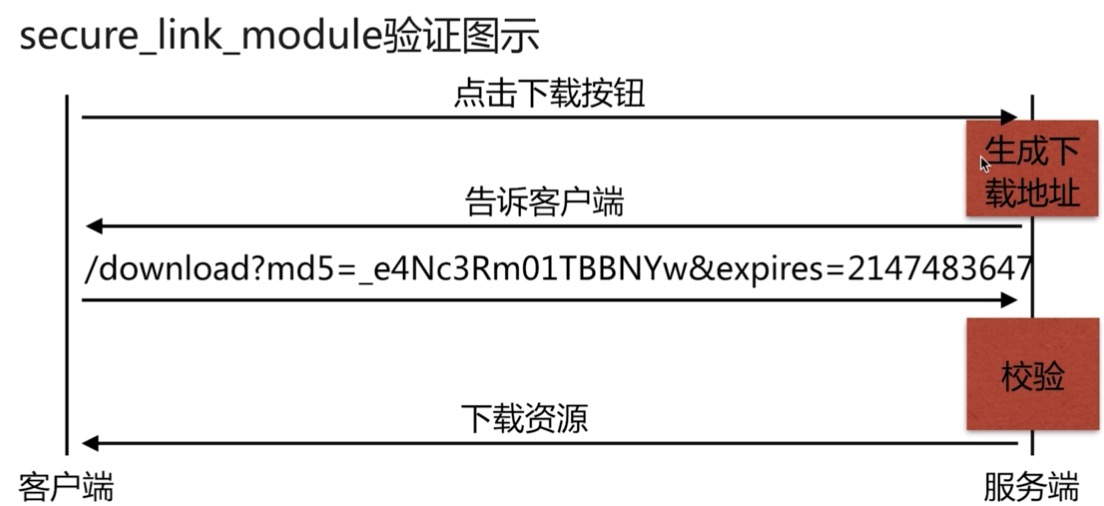 secure_link_module验证图示
点击下载按钮
生成下
载地址
告诉客户端
/download?md5=_e4Nc3Rm01TBBNYw&expires=2147483647
校验
下载资源
客户端
服务端